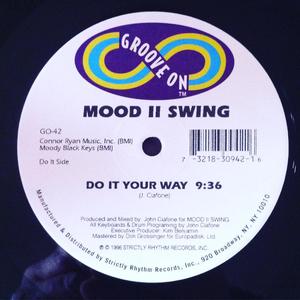 GROOVE ON
TM
MOOD II SWING
GO-42
Connor Ryan Music, Inc. (BMI)
Moody Black Keys (BMI)
Do It Side
7 -3218-30942-1 6
DO IT YOUR WAY 9:36
(J. Ciafone)
Produced and Mixed by John Ciafone for MOOD II SWING
All Keyboards & Drum Programing by John Ciafone
Executive Producer: Kim Benjamin
Mastered by Don Grossinger for Europadisk, Ltd.
℗ © 1996 STRICTLY RHYTHM RECORDS, INC.
Manufactured & Distributed by Strictly Rhythm Records, Inc. - 920 Broadway, NY, NY 10010